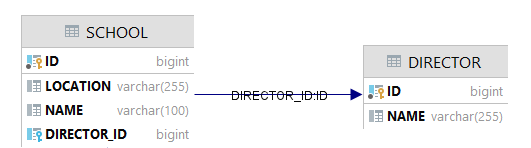 SCHOOL
ID bigint
LOCATION varchar(255)
NAME varchar(100)
DIRECTOR_ID bigint
DIRECTOR_ID:ID
DIRECTOR
ID bigint
NAME varchar(255)